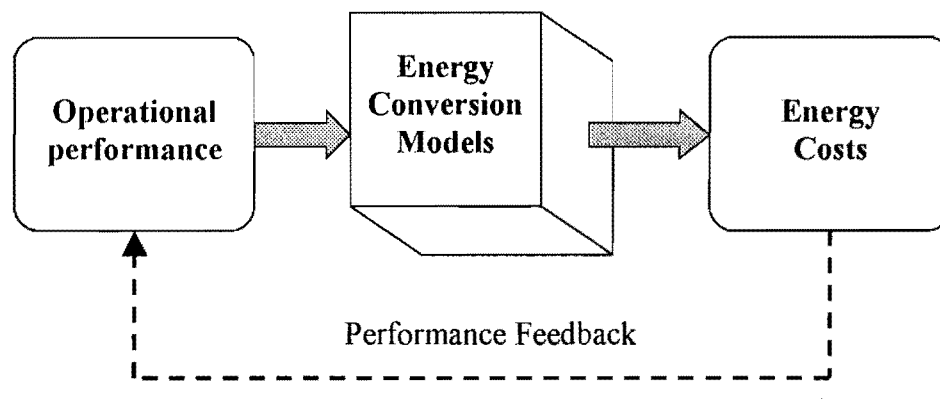 Operational
performance
Energy
Conversion
Models
Energy
Costs
Performance Feedback